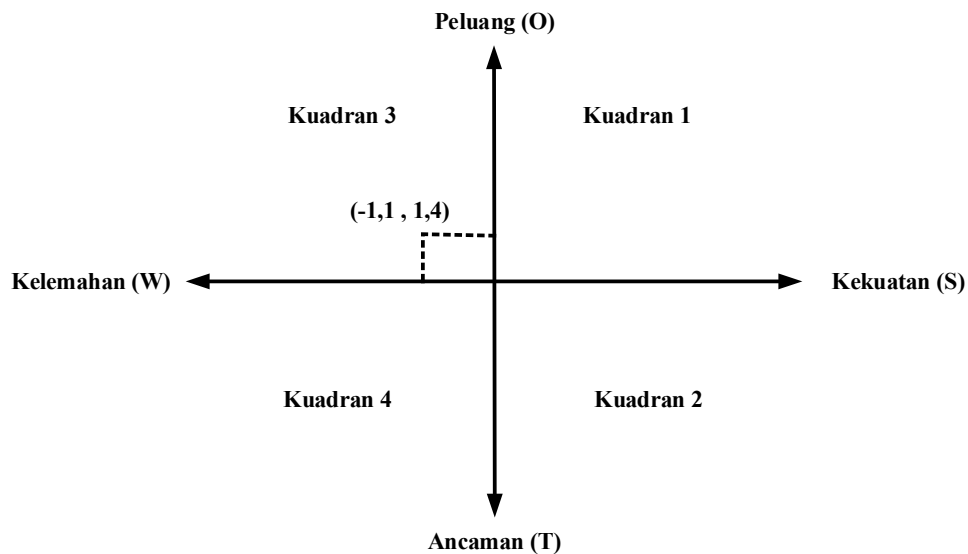 Peluang (O)
Kuadran 3
Kuadran 1
(-1,1 , 1,4)
Kelemahan (W)
Kekuatan (S)
Kuadran 4
Kuadran 2
Ancaman (T)